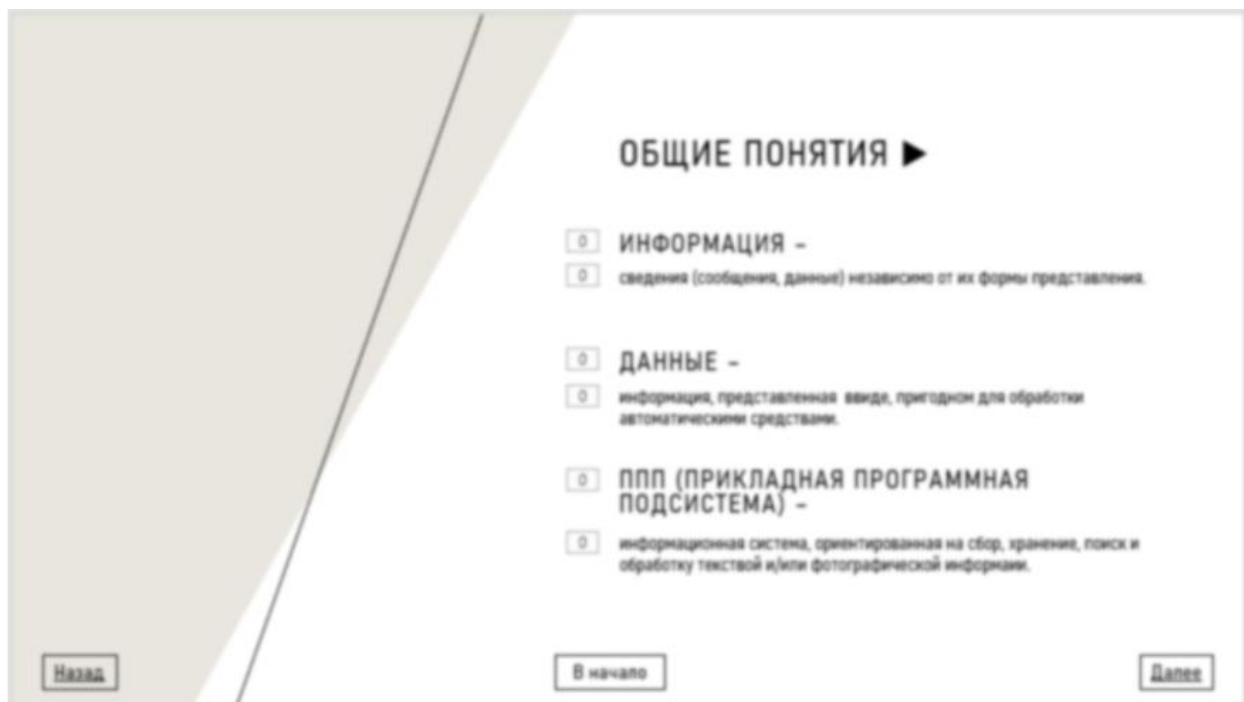 ОБЩИЕ ПОНЯТИЯ ▶
0 ИНФОРМАЦИЯ –
0 сведения (сообщения, данные) независимо от их формы представления.
0 ДАННЫЕ –
0 информация, представленная ввиде, пригодном для обработки
автоматическими средствами.
0 ППП (ПРИКЛАДНАЯ ПРОГРАММНАЯ
ПОДСИСТЕМА) –
0 информационная система, ориентированная на сбор, хранение, поиск и
обработку текствой и/или фотографической информаии.
Назад В начало Далее